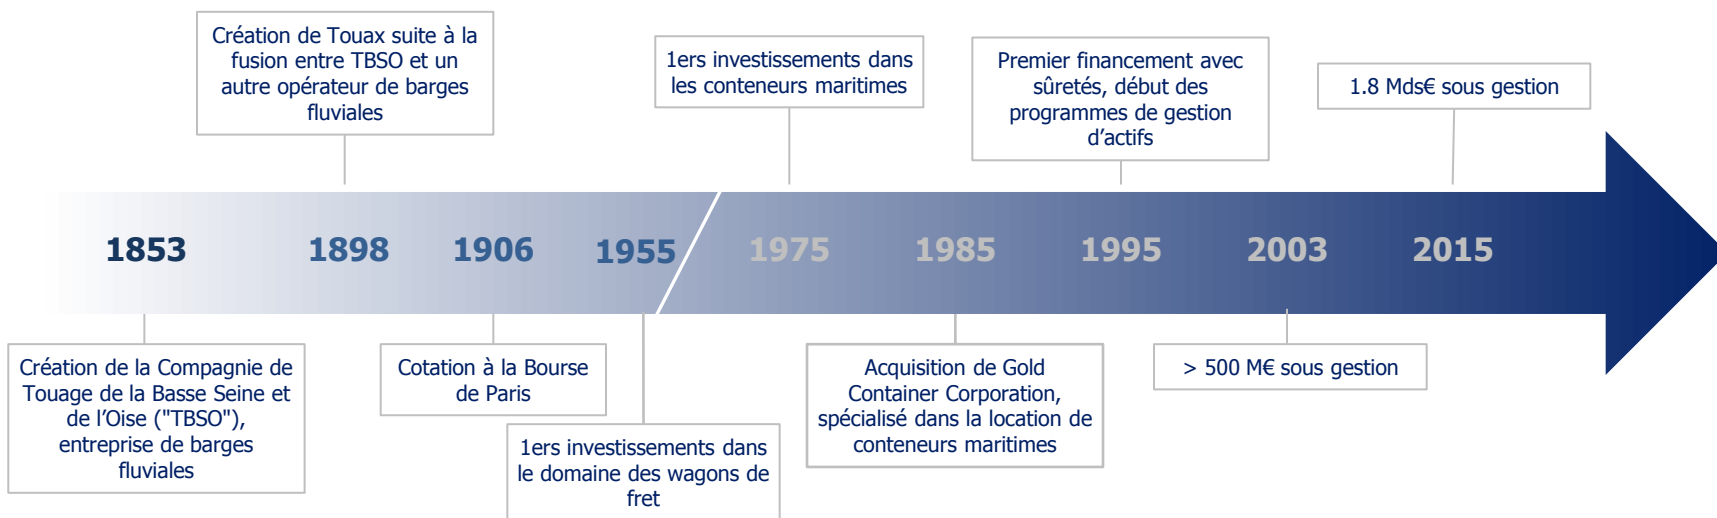 Création de Touax suite à la
fusion entre TBSO et un
autre opérateur de barges
fluviales
1ers investissements dans
les conteneurs maritimes
Premier financement avec
sûretés, début des
programmes de gestion
d’actifs
1.8 Mds€ sous gestion
1853
1898
1906
1955
1975
1985
1995
2003
2015
Création de la Compagnie de
Touage de la Basse Seine et
de l’Oise ("TBSO"),
entreprise de barges
fluviales
Cotation à la Bourse
de Paris
1ers investissements dans
le domaine des wagons de
fret
Acquisition de Gold
Container Corporation,
spécialisé dans la location de
conteneurs maritimes
> 500 M€ sous gestion